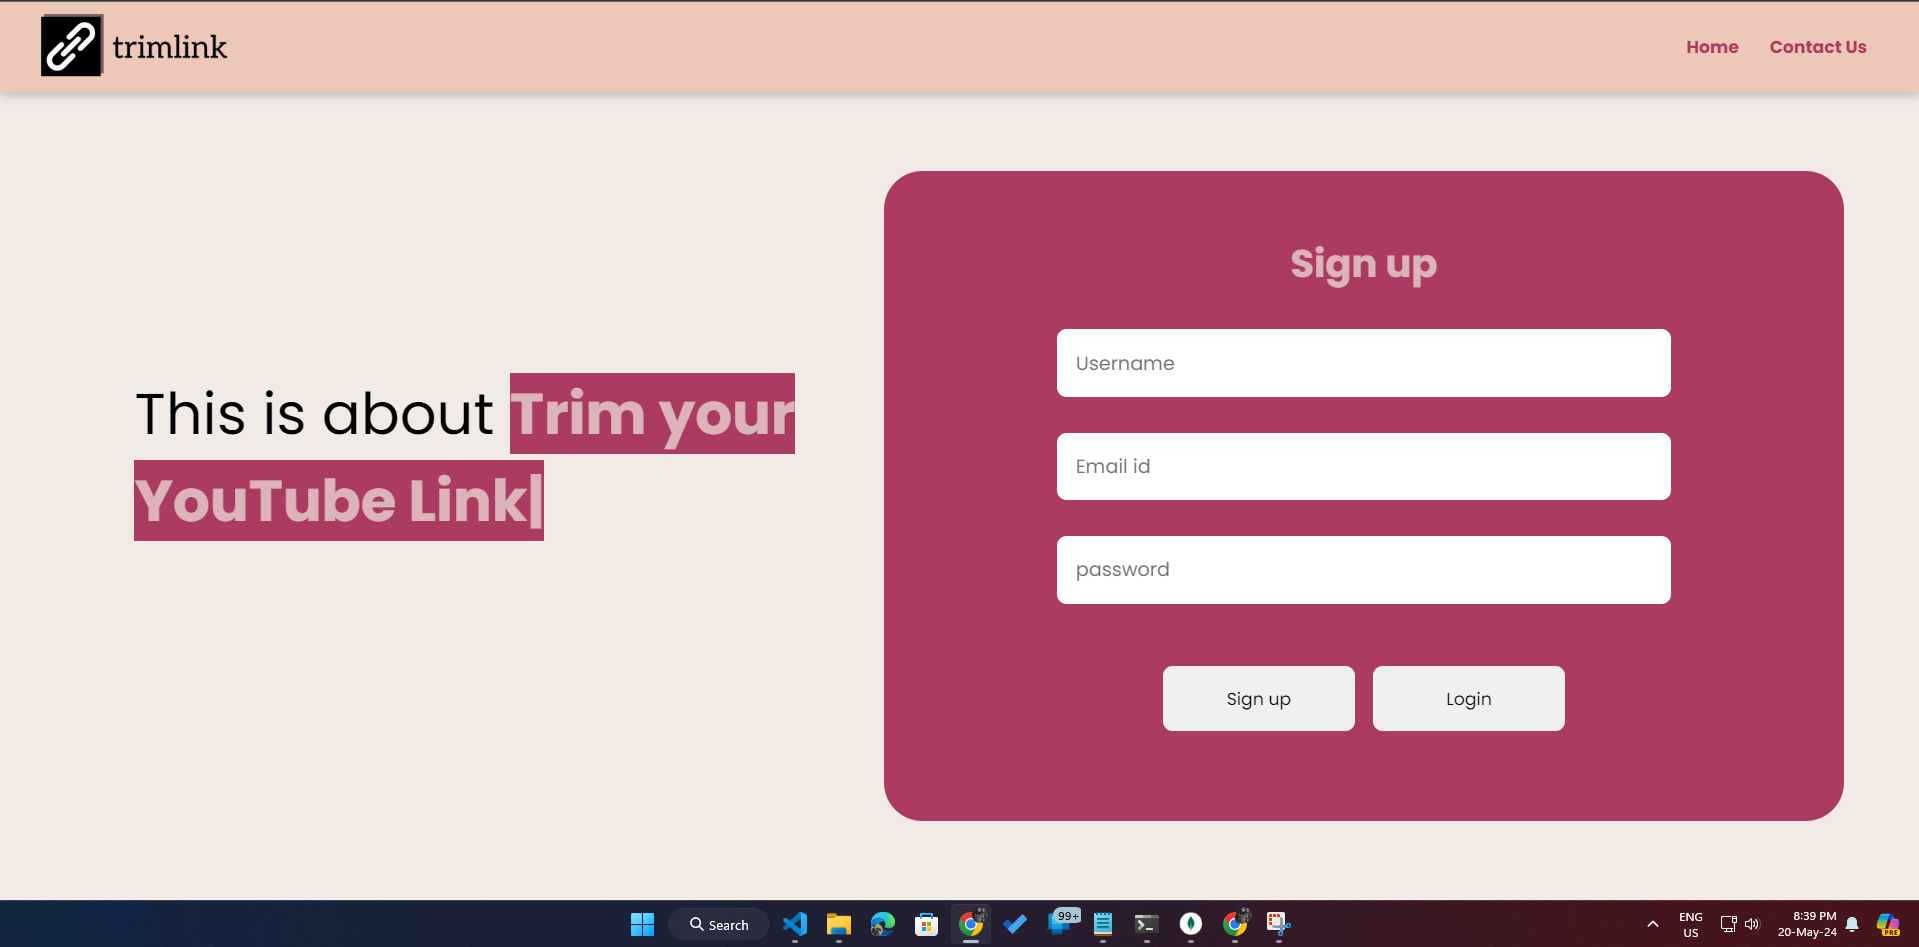 trimlink
Home
Contact Us
This is about Trim your
YouTube Link|
Sign up
Username
Email id
password
Sign up
Login
Search
99+
ENG
US
8:39 PM
20-May-24
PRE